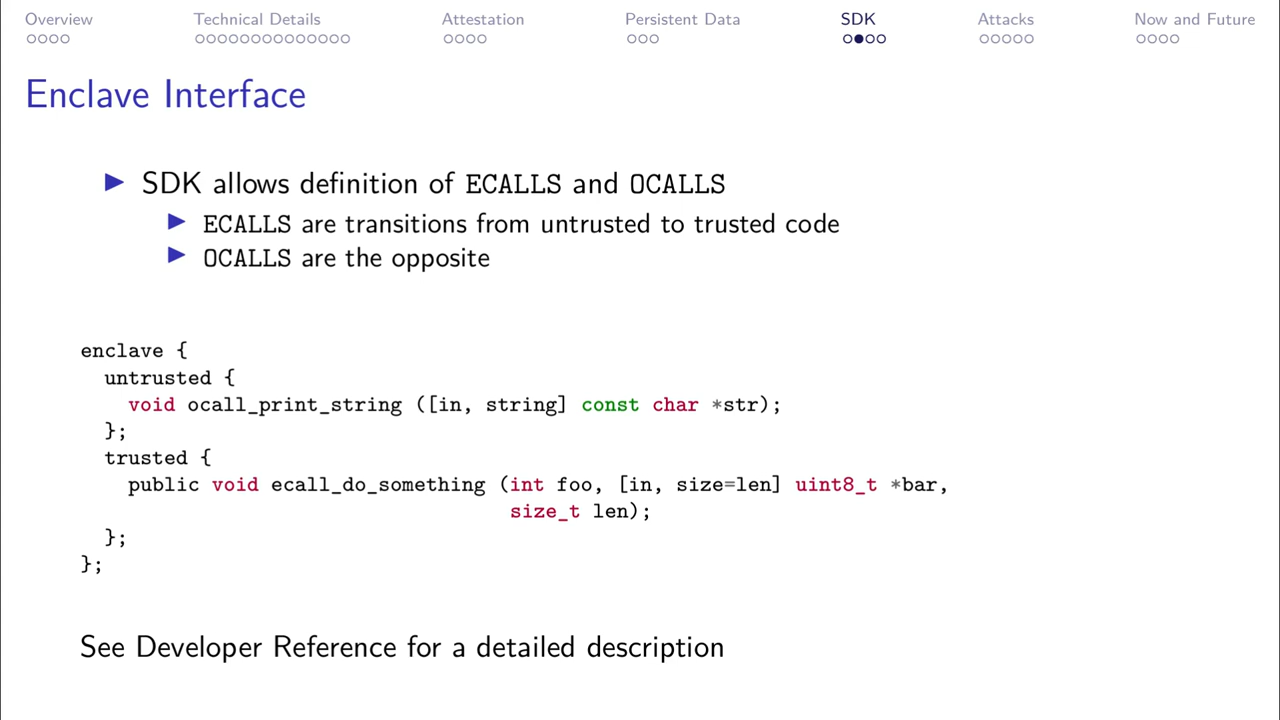 Overview Technical Details Attestation Persistent Data SDK Attacks Now and Future
Enclave Interface
SDK allows definition of ECALLS and OCALLS
ECALLS are transitions from untrusted to trusted code
OCALLS are the opposite
enclave {
  untrusted {
    void ocall_print_string ([in, string] const char *str);
  };
  trusted {
    public void ecall_do_something (int foo, [in, size=len] uint8_t *bar,
                                    size_t len);
  };
};
See Developer Reference for a detailed description